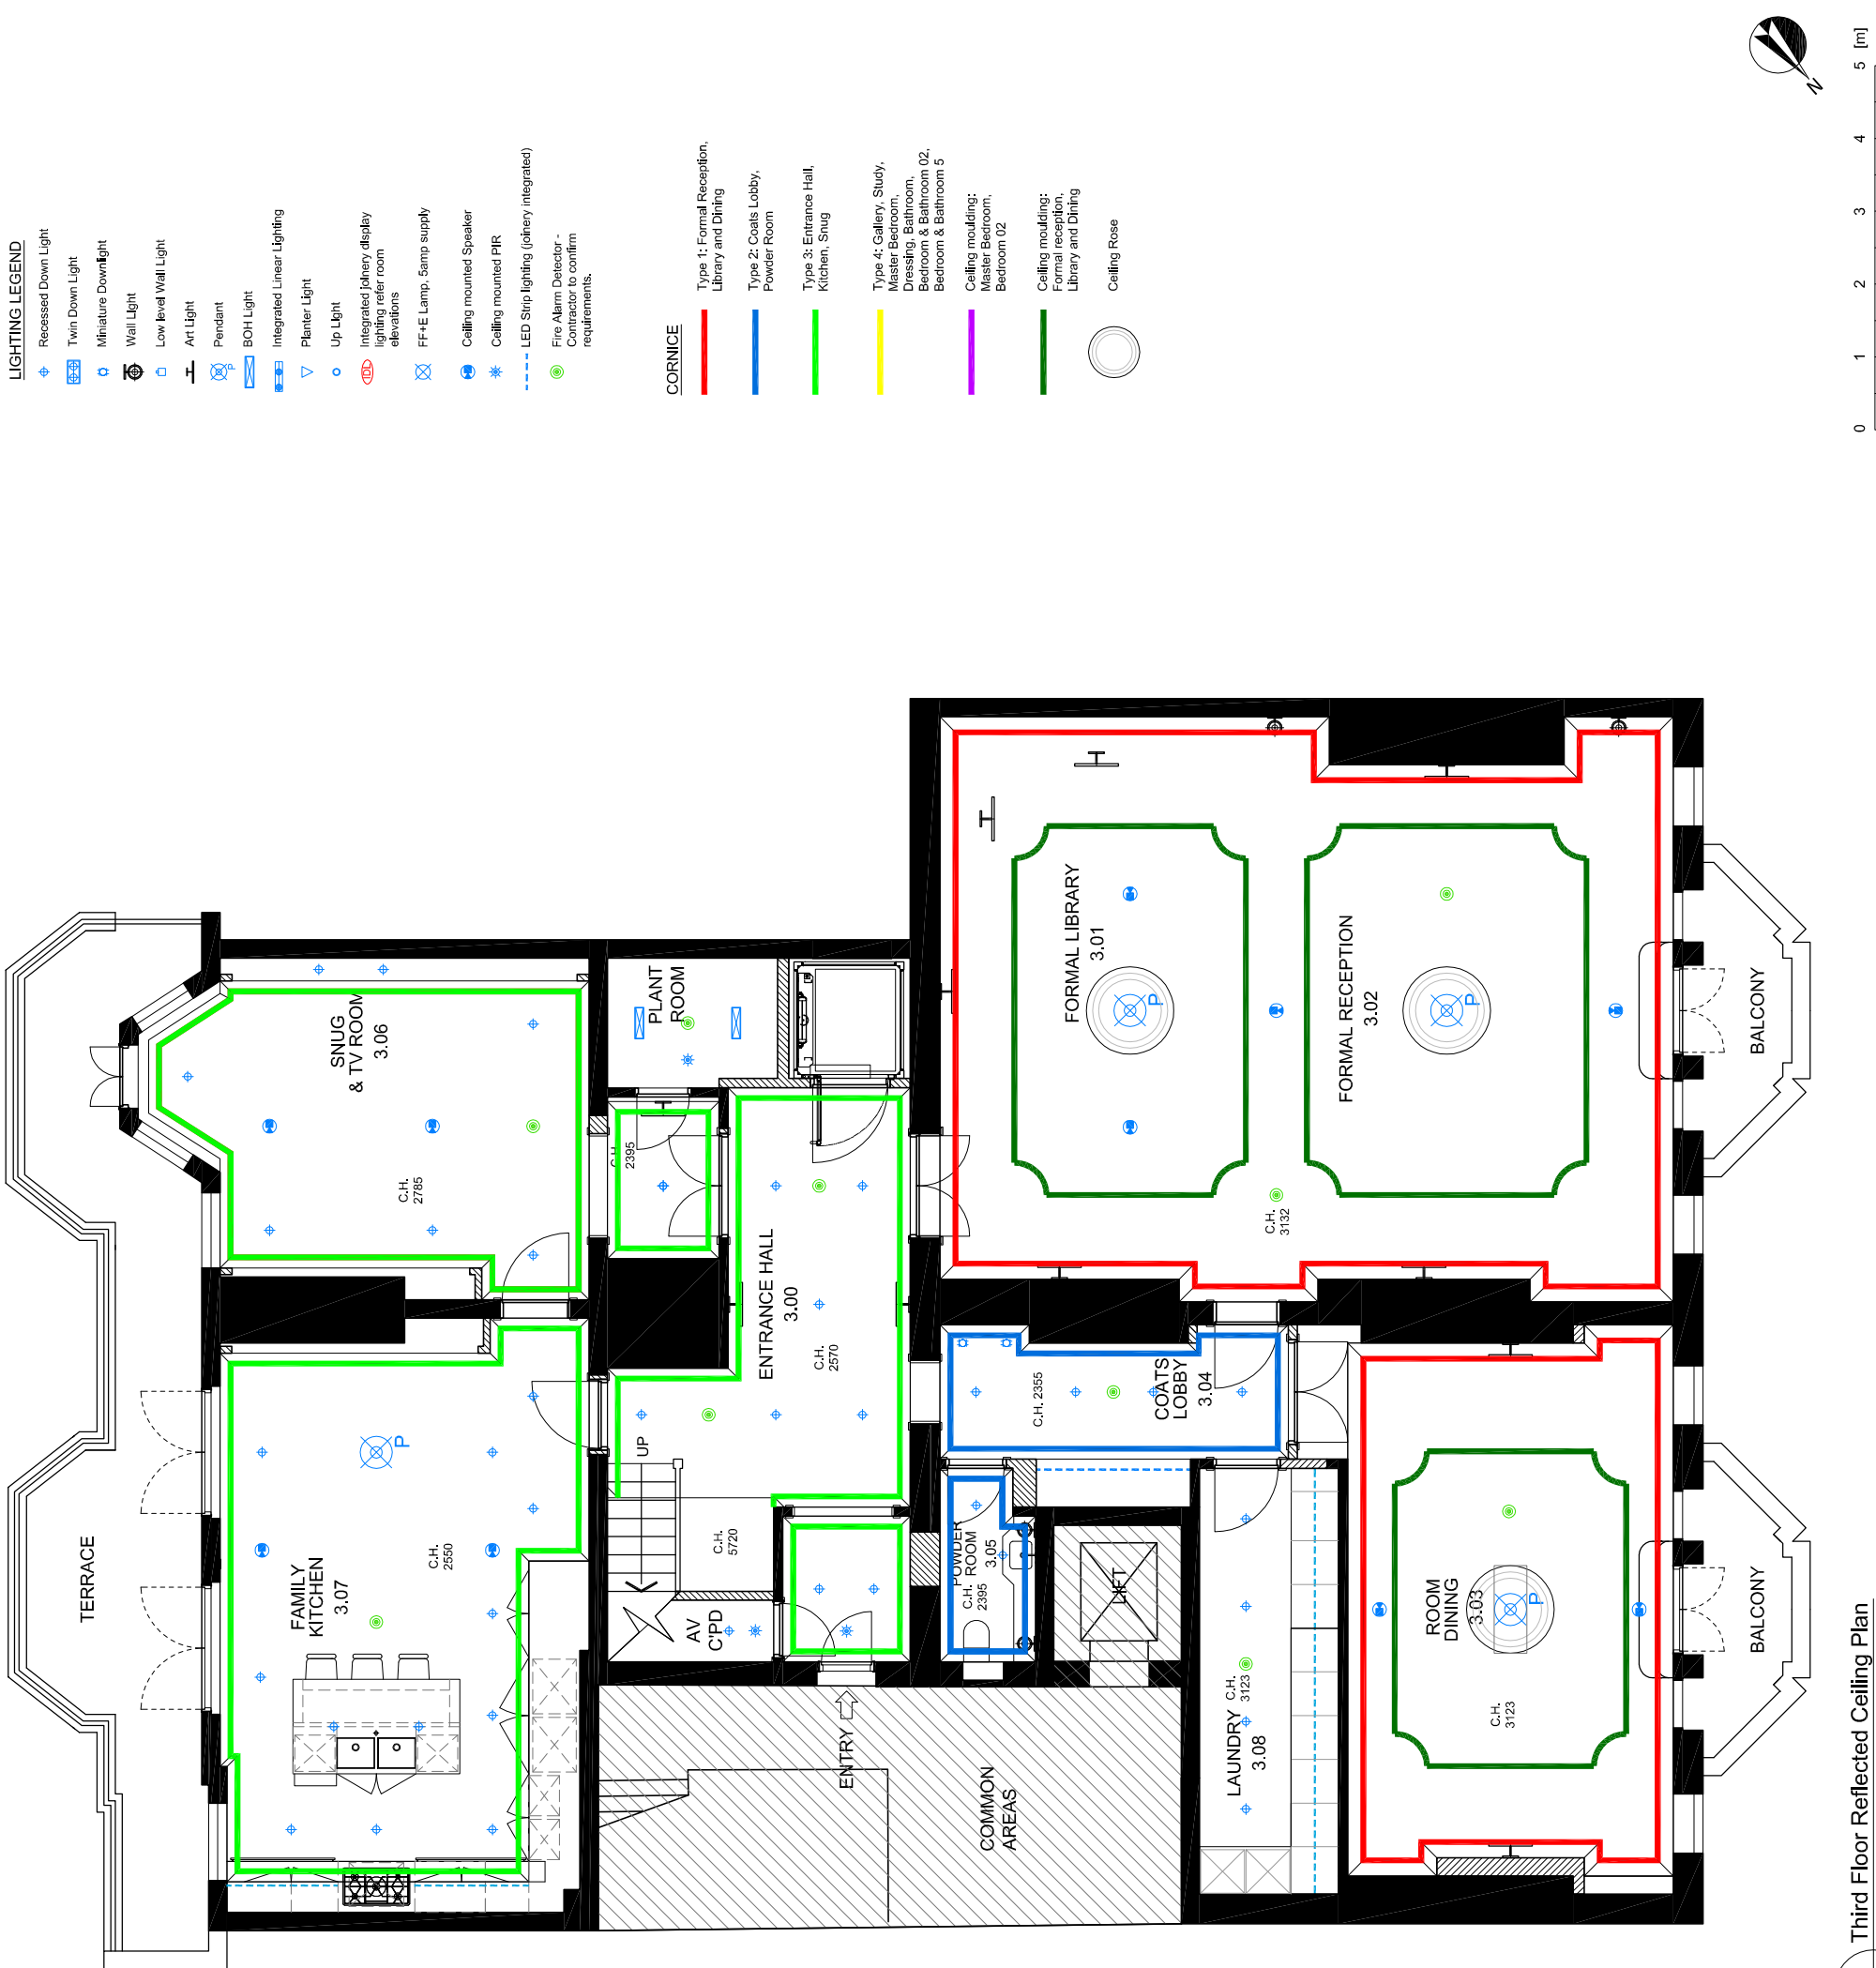 LIGHTING LEGEND
Recessed Down Light
Twin Down Light
Miniature Downlight
Wall Light
Low level Wall Light
Art Light
Pendant
P
BOH Light
Integrated Linear Lighting
Planter Light
Up Light
IDL
Integrated joinery display
lighting refer room
elevations
FF+E Lamp, 5amp supply
Ceiling mounted Speaker
Ceiling mounted PIR
LED Strip lighting (joinery integrated)
Fire Alarm Detector -
Contractor to confirm
requirements.
CORNICE
Type 1: Formal Reception,
Library and Dining
Type 2: Coats Lobby,
Powder Room
Type 3: Entrance Hall,
Kitchen, Snug
Type 4: Gallery, Study,
Master Bedroom,
Dressing, Bathroom,
Bedroom & Bathroom 02,
Bedroom & Bathroom 5
Ceiling moulding:
Master Bedroom,
Bedroom 02
Ceiling moulding:
Formal reception,
Library and Dining
Ceiling Rose
N
0 1 2 3 4 5 [m]
TERRACE
SNUG
& TV ROOM
3.06
C.H.
2785
FAMILY
KITCHEN
3.07
C.H.
2550
P
PLANT
ROOM
C.H.
2395
ENTRANCE HALL
3.00
C.H.
2570
UP
C.H.
5720
AV
C'PD
ENTRY
COMMON
AREAS
FORMAL LIBRARY
3.01
P
FORMAL RECEPTION
3.02
P
C.H.
3132
COATS
LOBBY
3.04
C.H. 2355
POWDER
ROOM
3.05
C.H.
2395
LIFT
LAUNDRY
3.08
C.H.
3123
ROOM
DINING
3.03
P
C.H.
3123
BALCONY
BALCONY
Third Floor Reflected Ceiling Plan